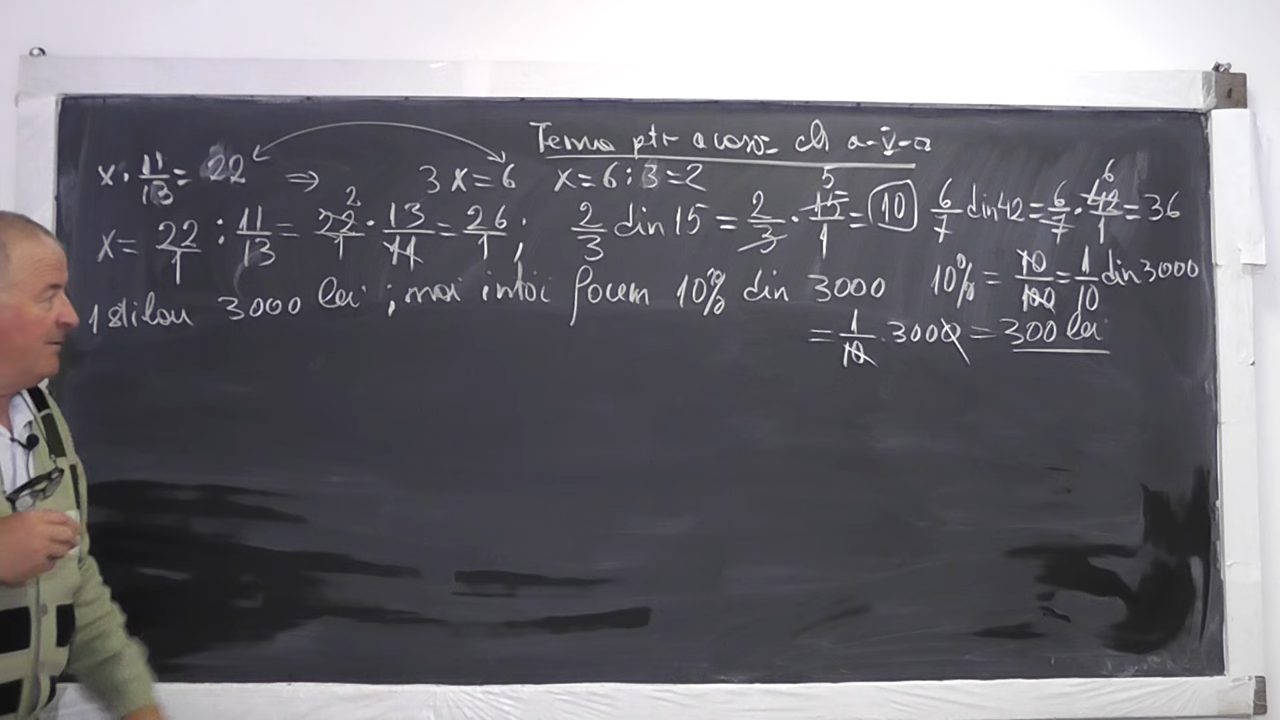 Tema ptr acasă cls a-V-a
x · 11/13 = 22 ⇒ 3x=6 x=6:3=2
x = 22/1 : 11/13 = 22/1 · 13/11 = 26/1 ; 2/3 din 15 = 2/3 · 15/1 = 10 6/7 din 42 = 6/7 · 42/1 = 36
1 stilou 3000 lei ; mai intâi facem 10% din 3000 10% = 10/100 = 1/10 din 3000
= 1/10 · 3000 = 300 lei